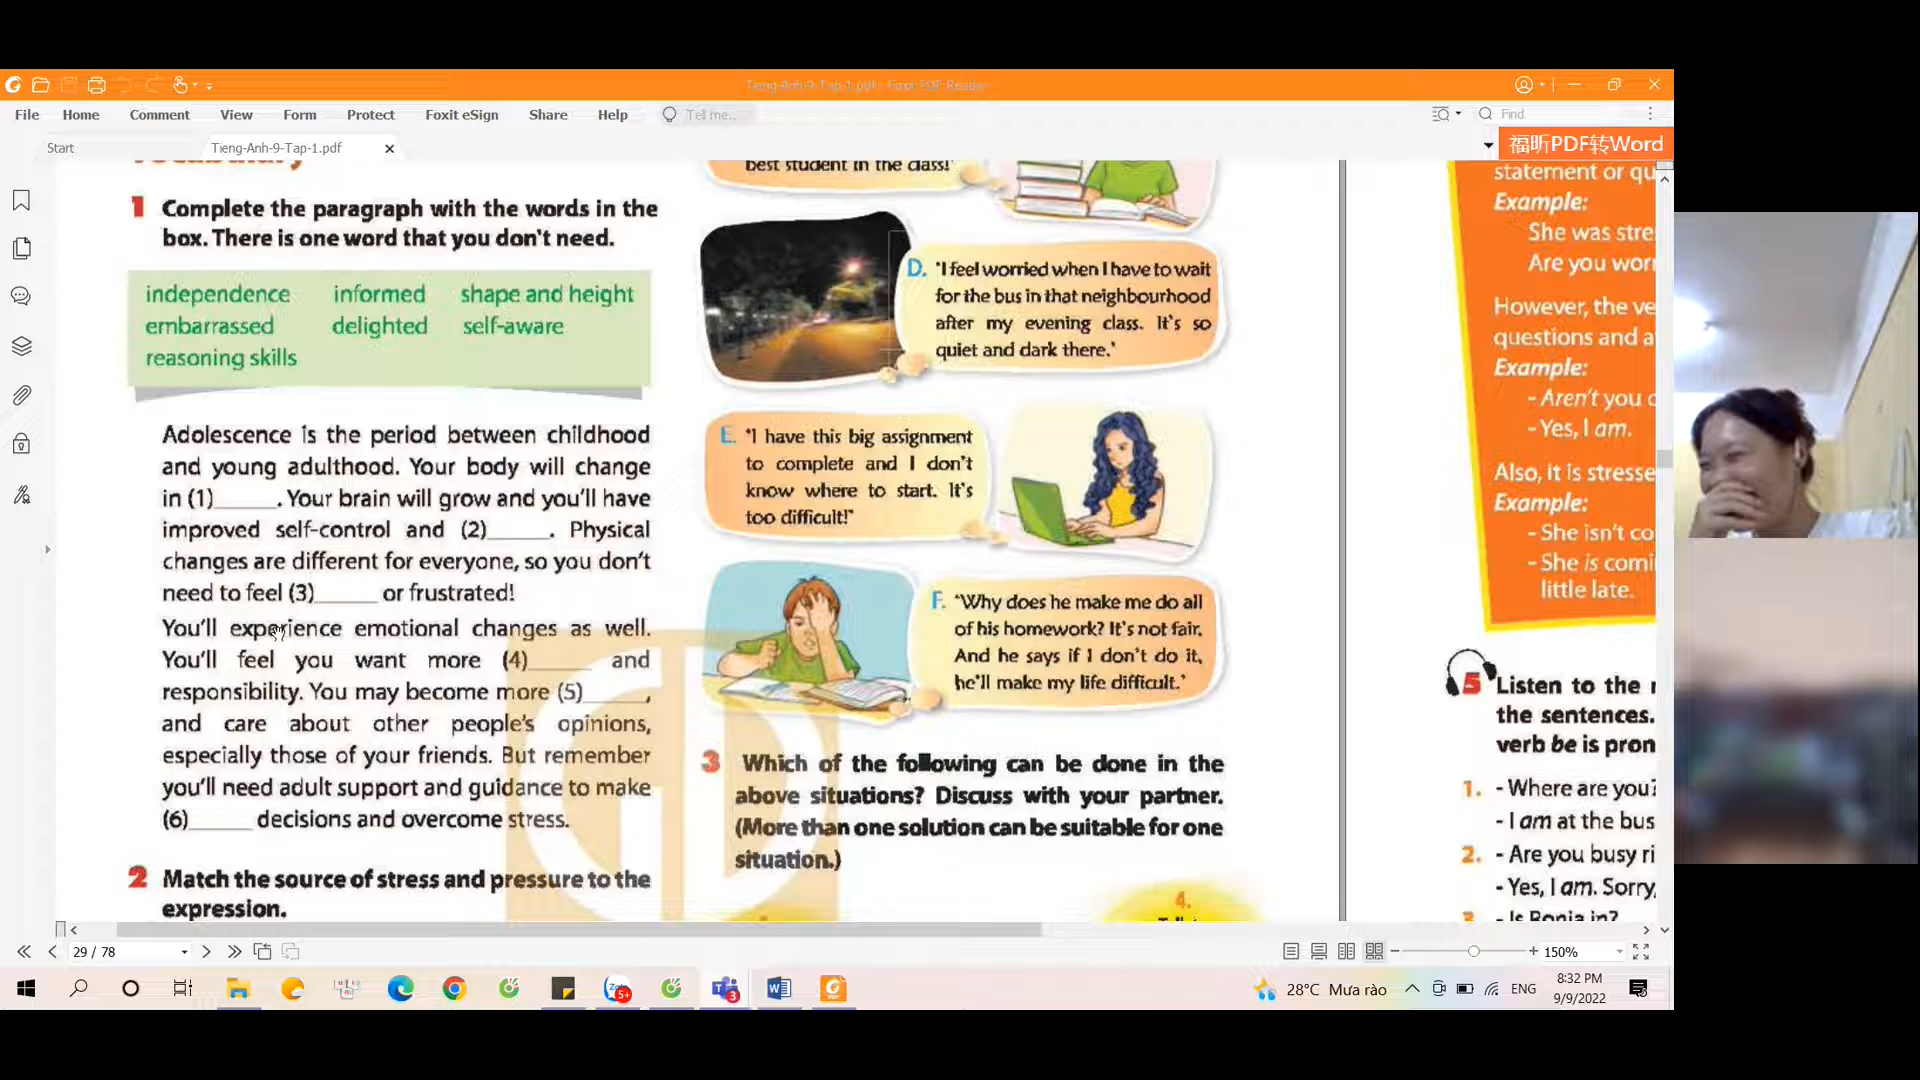 Tieng-Anh-9-Tap-1.pdf - Foxit PDF Reader
File Home Comment View Form Protect Foxit eSign Share Help Tell me... Find
Start Tieng-Anh-9-Tap-1.pdf
福昕PDF转Word
1 Complete the paragraph with the words in the
box. There is one word that you don't need.
independence informed shape and height
embarrassed delighted self-aware
reasoning skills
Adolescence is the period between childhood
and young adulthood. Your body will change
in (1)______. Your brain will grow and you'll have
improved self-control and (2)______. Physical
changes are different for everyone, so you don't
need to feel (3)______ or frustrated!
You'll experience emotional changes as well.
You'll feel you want more (4)______ and
responsibility. You may become more (5)______,
and care about other people's opinions,
especially those of your friends. But remember
you'll need adult support and guidance to make
(6)______ decisions and overcome stress.
2 Match the source of stress and pressure to the
expression.
best student in the class!'
D. 'I feel worried when I have to wait
for the bus in that neighbourhood
after my evening class. It's so
quiet and dark there.'
E. 'I have this big assignment
to complete and I don't
know where to start. It's
too difficult!'
F. 'Why does he make me do all
of his homework? It's not fair.
And he says if I don't do it,
he'll make my life difficult.'
3 Which of the following can be done in the
above situations? Discuss with your partner.
(More than one solution can be suitable for one
situation.)
4.
statement or qu
Example:
She was stre
Are you worr
However, the ve
questions and a
Example:
- Aren't you c
- Yes, I am.
Also, it is stresse
Example:
- She isn't co
- She is comi
little late.
5 Listen to the
the sentences.
verb be is pron
1. - Where are you?
- I am at the bus
2. - Are you busy ri
- Yes, I am. Sorry,
3. - Is Ronia in?
29 / 78
150%
28°C Mưa rào ENG
8:32 PM
9/9/2022